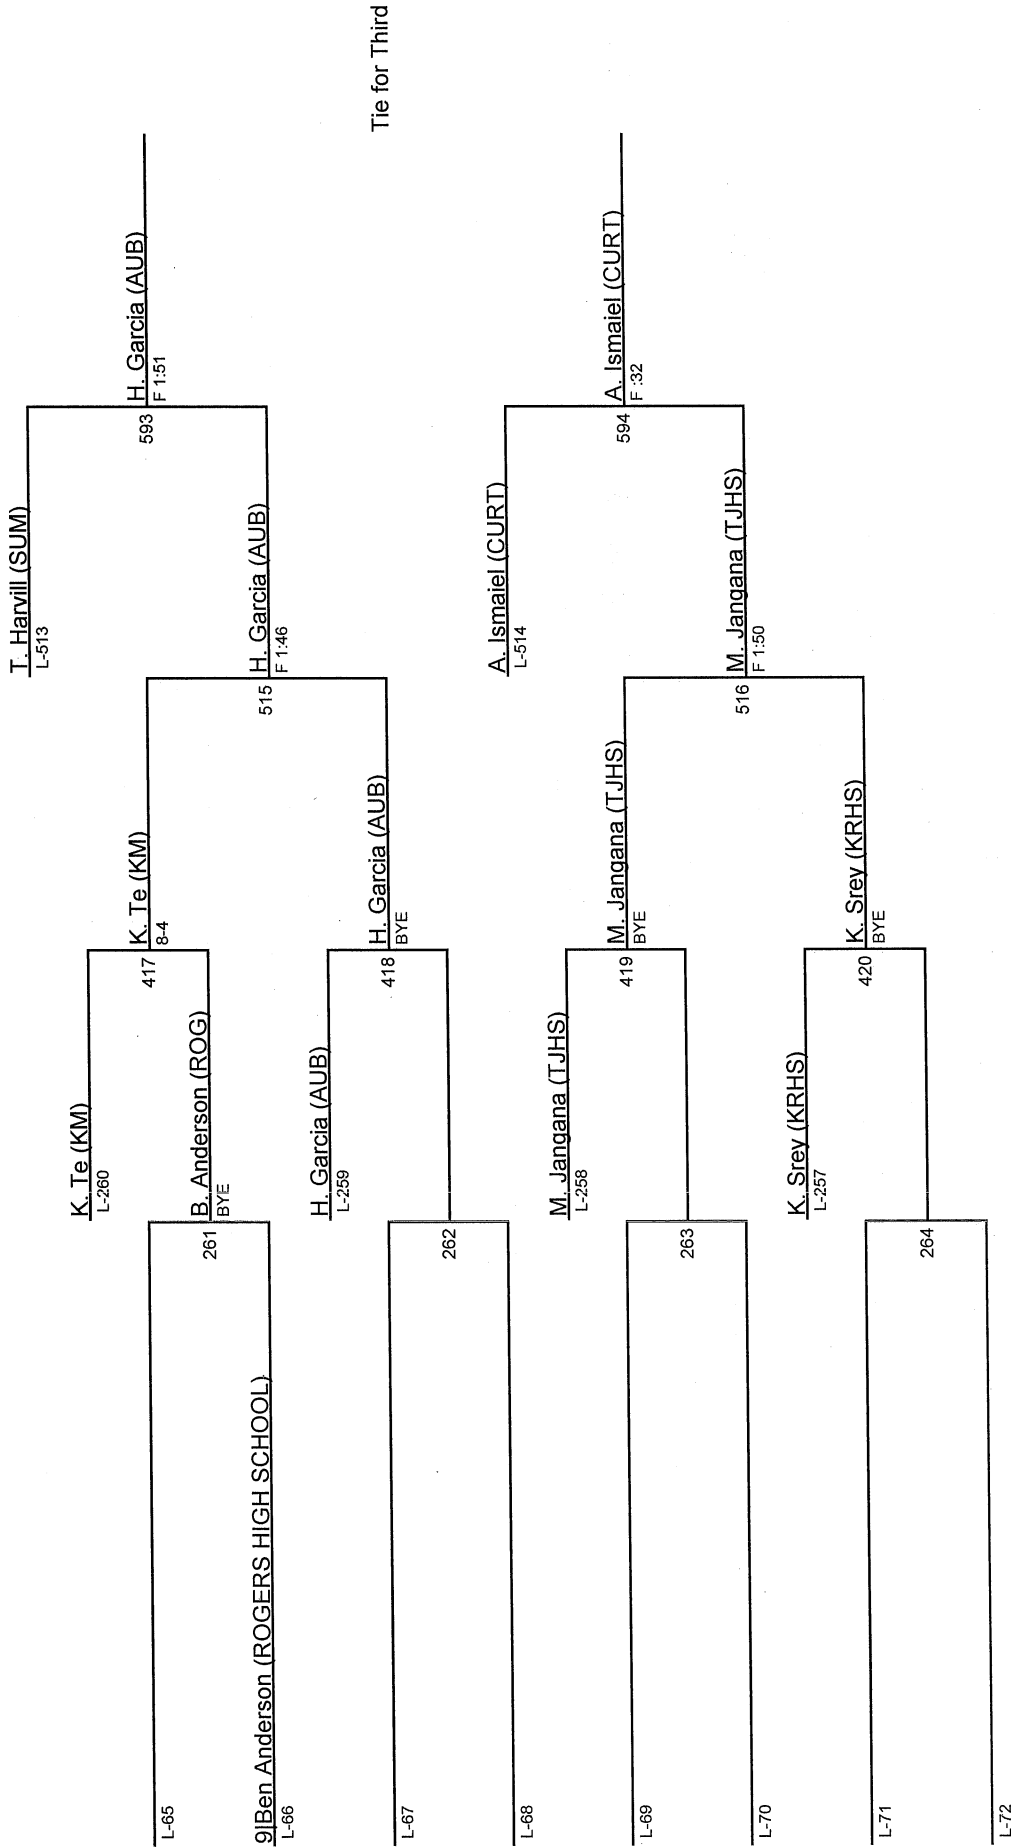 L-65
9|Ben Anderson (ROGERS HIGH SCHOOL)
L-66
L-67
L-68
L-69
L-70
L-71
L-72
261
262
263
264
K. Te (KM)
L-260
B. Anderson (ROG)
BYE
H. Garcia (AUB)
L-259
M. Jangana (TJHS)
L-258
K. Srey (KRHS)
L-257
417
418
419
420
K. Te (KM)
8-4
H. Garcia (AUB)
BYE
M. Jangana (TJHS)
BYE
K. Srey (KRHS)
BYE
515
516
T. Harvill (SUM)
L-513
H. Garcia (AUB)
F 1:46
A. Ismaiel (CURT)
L-514
M. Jangana (TJHS)
F 1:50
593
594
H. Garcia (AUB)
F 1:51
A. Ismaiel (CURT)
F :32
Tie for Third